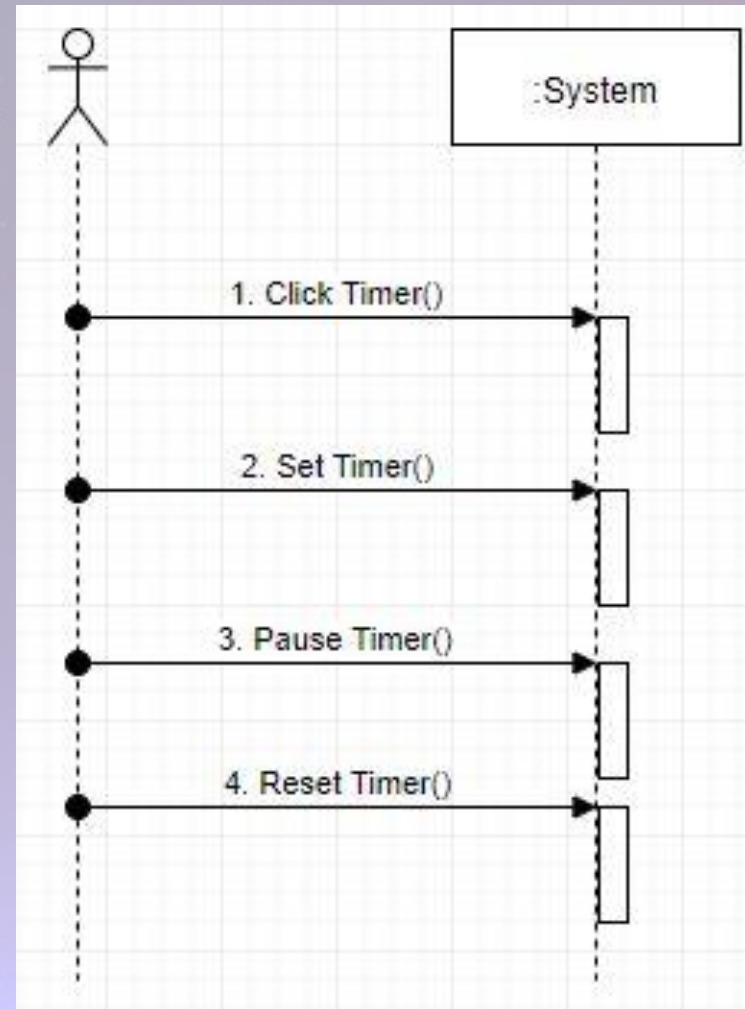 :System
1. Click Timer()
2. Set Timer()
3. Pause Timer()
4. Reset Timer()